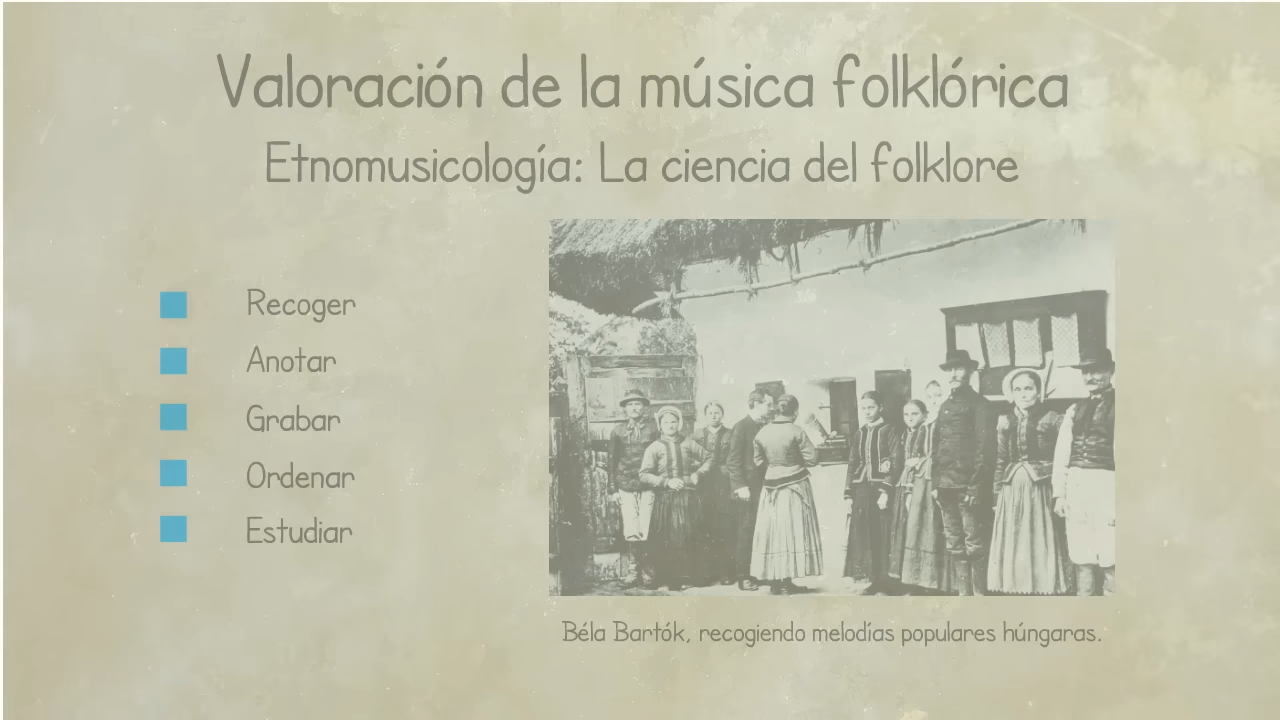 Valoración de la música folklórica
Etnomusicología: La ciencia del folklore
Recoger
Anotar
Grabar
Ordenar
Estudiar
Béla Bartók, recogiendo melodías populares húngaras.